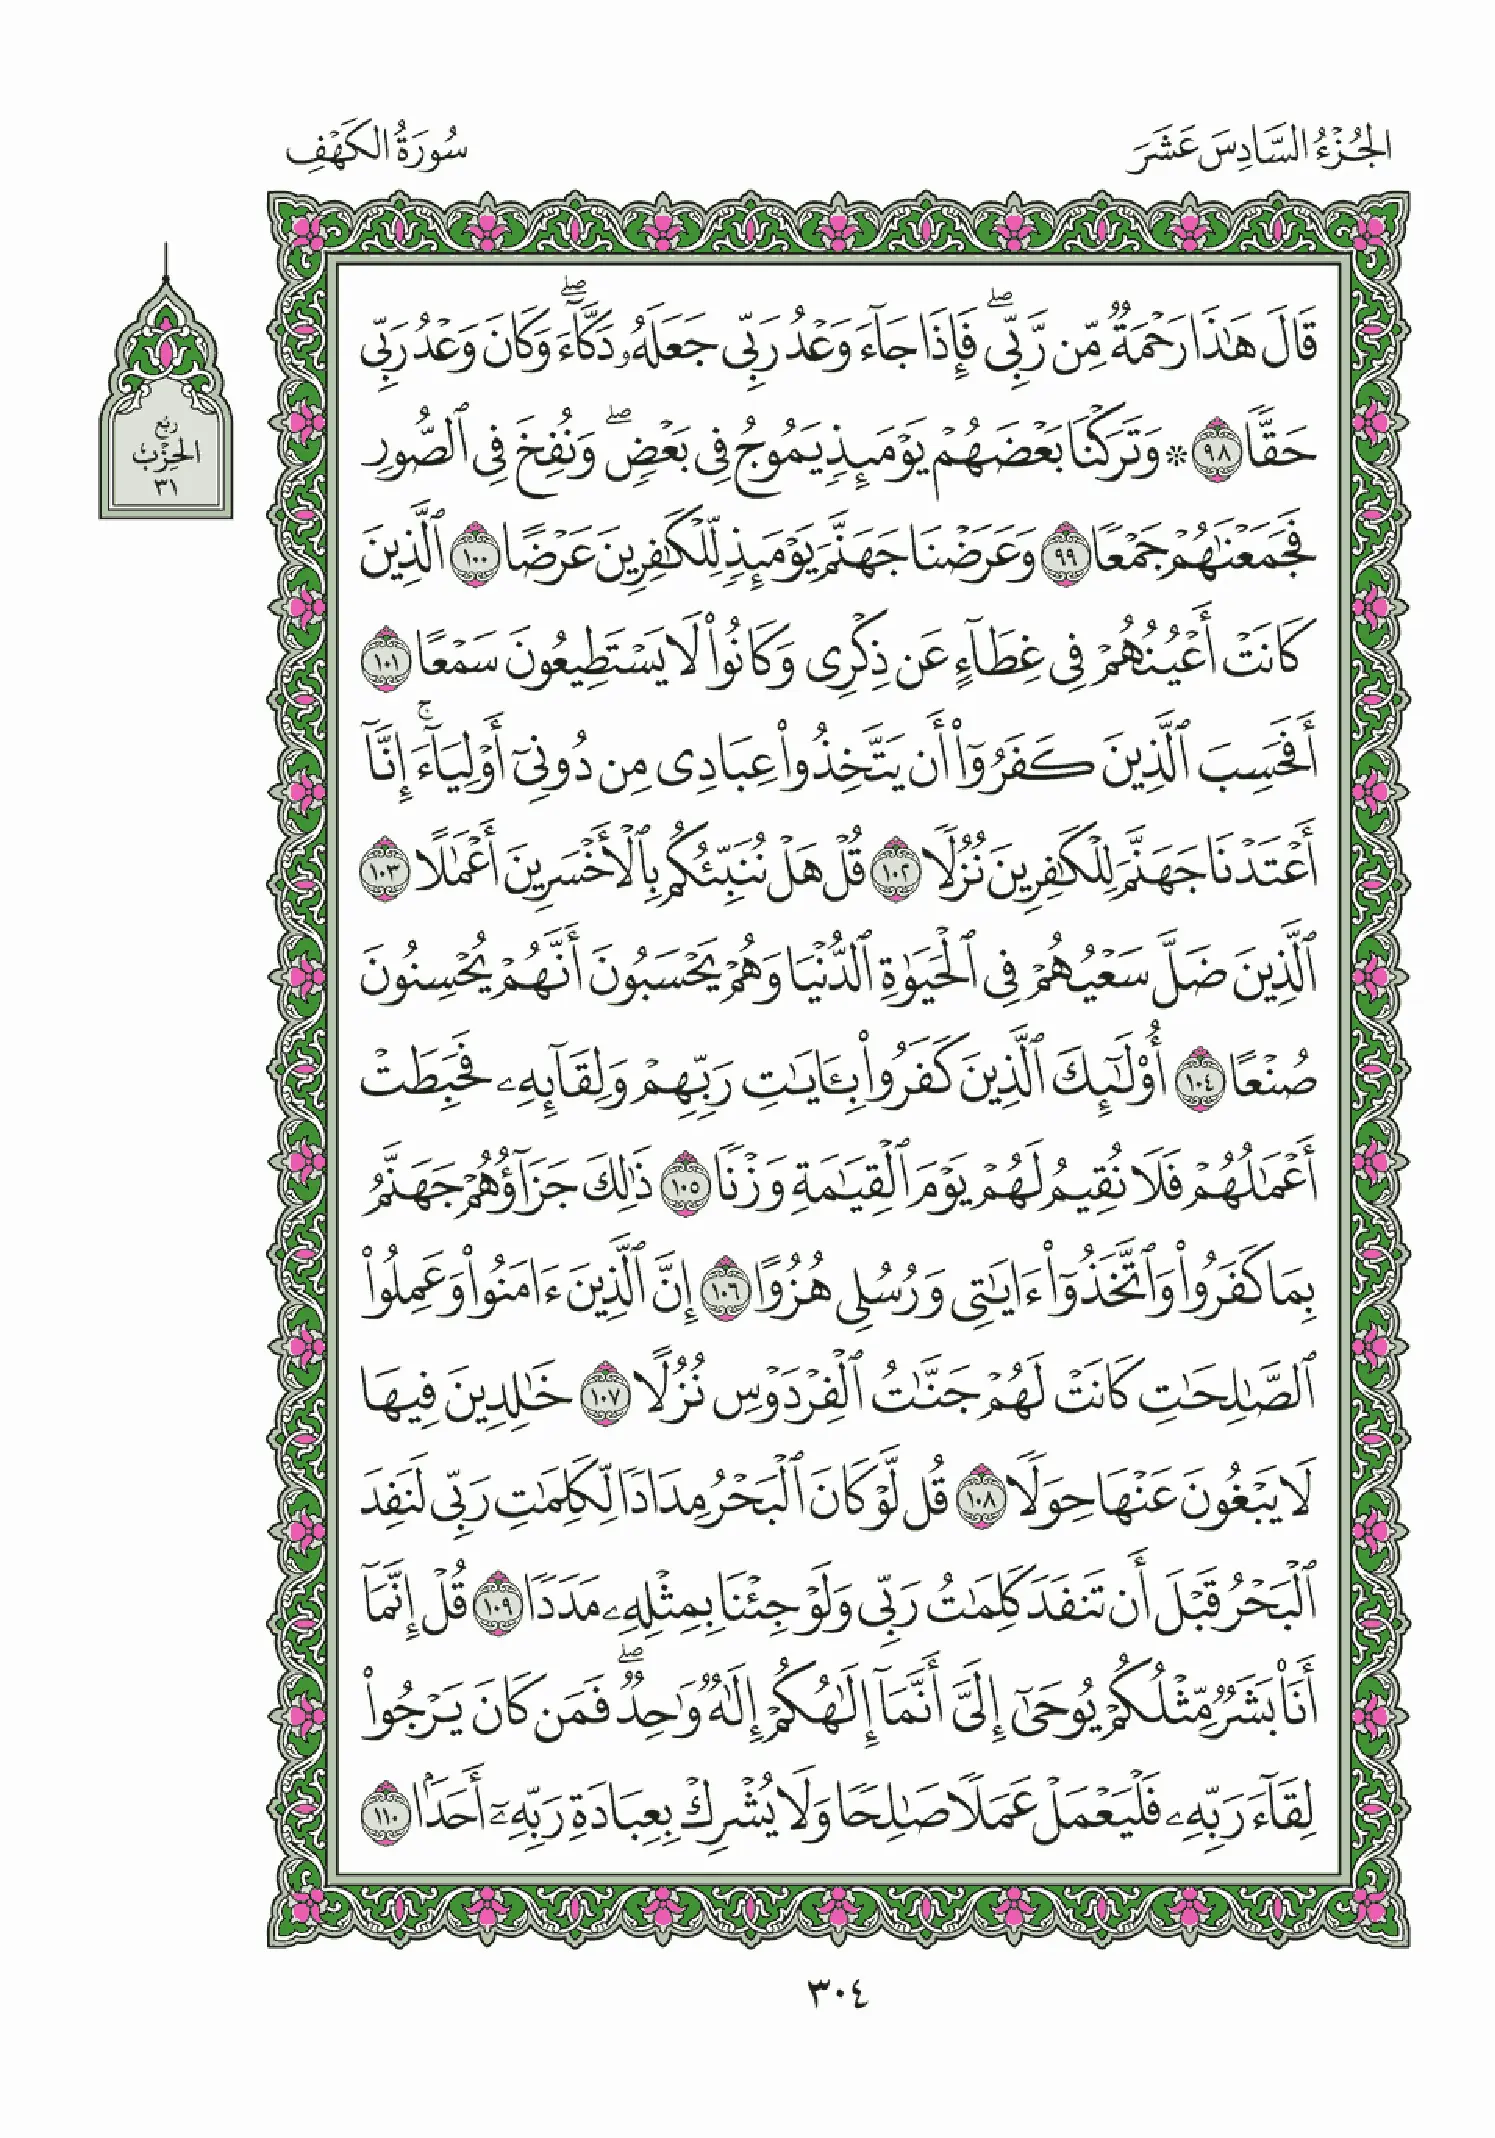 الجُزْءُ السَّادِسَ عَشَرَ
سُورَةُ الكَهْفِ
رُبْع
الحِزْب
٣١
قَالَ هَٰذَا رَحْمَةٌ مِّن رَّبِّيۖ فَإِذَا جَآءَ وَعْدُ رَبِّي جَعَلَهُۥ دَكَّآءَۖ وَكَانَ وَعْدُ رَبِّي
حَقًّا ٩٨ ۞ وَتَرَكْنَا بَعْضَهُمْ يَوْمَئِذٍ يَمُوجُ فِي بَعْضٍۖ وَنُفِخَ فِي ٱلصُّورِ
فَجَمَعْنَٰهُمْ جَمْعًا ٩٩ وَعَرَضْنَا جَهَنَّمَ يَوْمَئِذٍ لِّلْكَٰفِرِينَ عَرْضًا ١٠٠ ٱلَّذِينَ
كَانَتْ أَعْيُنُهُمْ فِي غِطَآءٍ عَن ذِكْرِي وَكَانُوا۟ لَا يَسْتَطِيعُونَ سَمْعًا ١٠١
أَفَحَسِبَ ٱلَّذِينَ كَفَرُوٓا۟ أَن يَتَّخِذُوا۟ عِبَادِي مِن دُونِيٓ أَوْلِيَآءَۚ إِنَّآ
أَعْتَدْنَا جَهَنَّمَ لِلْكَٰفِرِينَ نُزُلًا ١٠٢ قُلْ هَلْ نُنَبِّئُكُم بِٱلْأَخْسَرِينَ أَعْمَٰلًا ١٠٣
ٱلَّذِينَ ضَلَّ سَعْيُهُمْ فِي ٱلْحَيَوٰةِ ٱلدُّنْيَا وَهُمْ يَحْسَبُونَ أَنَّهُمْ يُحْسِنُونَ
صُنْعًا ١٠٤ أُو۟لَٰٓئِكَ ٱلَّذِينَ كَفَرُوا۟ بِـَٔايَٰتِ رَبِّهِمْ وَلِقَآئِهِۦ فَحَبِطَتْ
أَعْمَٰلُهُمْ فَلَا نُقِيمُ لَهُمْ يَوْمَ ٱلْقِيَٰمَةِ وَزْنًا ١٠٥ ذَٰلِكَ جَزَآؤُهُمْ جَهَنَّمُ
بِمَا كَفَرُوا۟ وَٱتَّخَذُوٓا۟ ءَايَٰتِي وَرُسُلِي هُزُوًا ١٠٦ إِنَّ ٱلَّذِينَ ءَامَنُوا۟ وَعَمِلُوا۟
ٱلصَّٰلِحَٰتِ كَانَتْ لَهُمْ جَنَّٰتُ ٱلْفِرْدَوْسِ نُزُلًا ١٠٧ خَٰلِدِينَ فِيهَا
لَا يَبْغُونَ عَنْهَا حِوَلًا ١٠٨ قُل لَّوْ كَانَ ٱلْبَحْرُ مِدَادًا لِّكَلِمَٰتِ رَبِّي لَنَفِدَ
ٱلْبَحْرُ قَبْلَ أَن تَنفَدَ كَلِمَٰتُ رَبِّي وَلَوْ جِئْنَا بِمِثْلِهِۦ مَدَدًا ١٠٩ قُلْ إِنَّمَآ
أَنَا۠ بَشَرٌ مِّثْلُكُمْ يُوحَىٰٓ إِلَيَّ أَنَّمَآ إِلَٰهُكُمْ إِلَٰهٌ وَٰحِدٌۖ فَمَن كَانَ يَرْجُوا۟
لِقَآءَ رَبِّهِۦ فَلْيَعْمَلْ عَمَلًا صَٰلِحًا وَلَا يُشْرِكْ بِعِبَادَةِ رَبِّهِۦٓ أَحَدًۢا ١١٠
٣٠٤